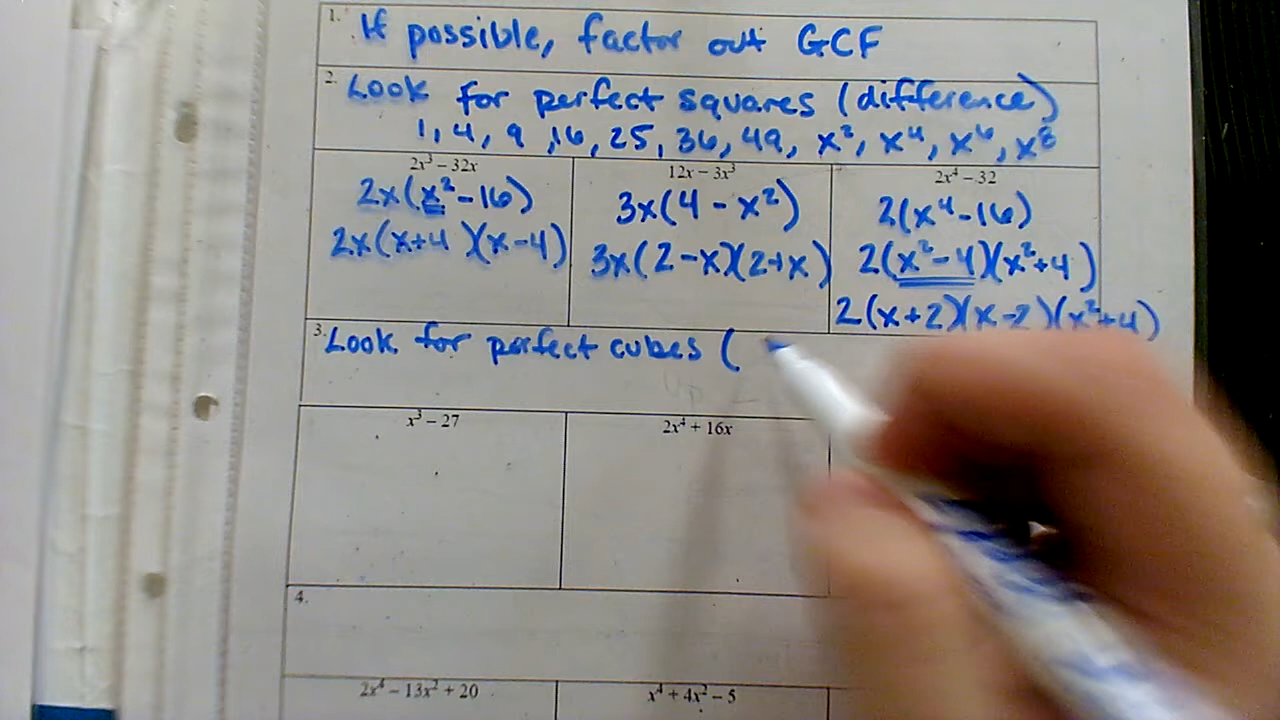 1. If possible, factor out GCF
2. Look for perfect squares (difference)
1, 4, 9, 16, 25, 36, 49, x², x⁴, x⁶, x⁸
2x³ – 32x
2x(x²-16)
2x(x+4)(x-4)
12x – 3x³
3x(4-x²)
3x(2-x)(2+x)
2x⁴ – 32
2(x⁴-16)
2(x²-4)(x²+4)
2(x+2)(x-2)(x²+4)
3. Look for perfect cubes (
x³ – 27
2x⁴ + 16x
4.
2x⁴ – 13x² + 20
x⁴ + 4x² – 5